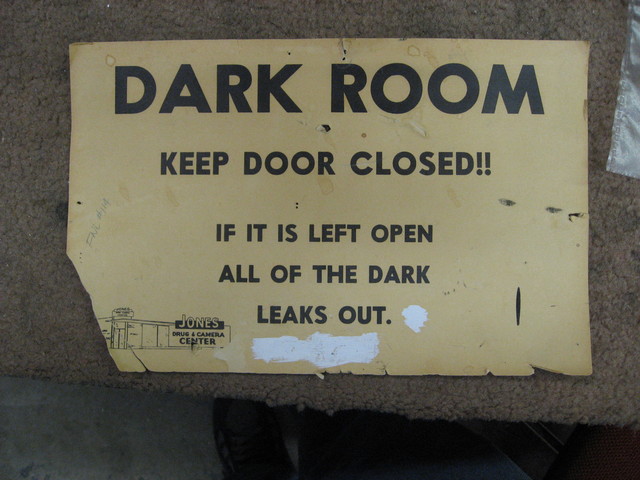 DARK ROOM
KEEP DOOR CLOSED!!
IF IT IS LEFT OPEN
ALL OF THE DARK
LEAKS OUT.
JONES
DRUG & CAMERA
CENTER